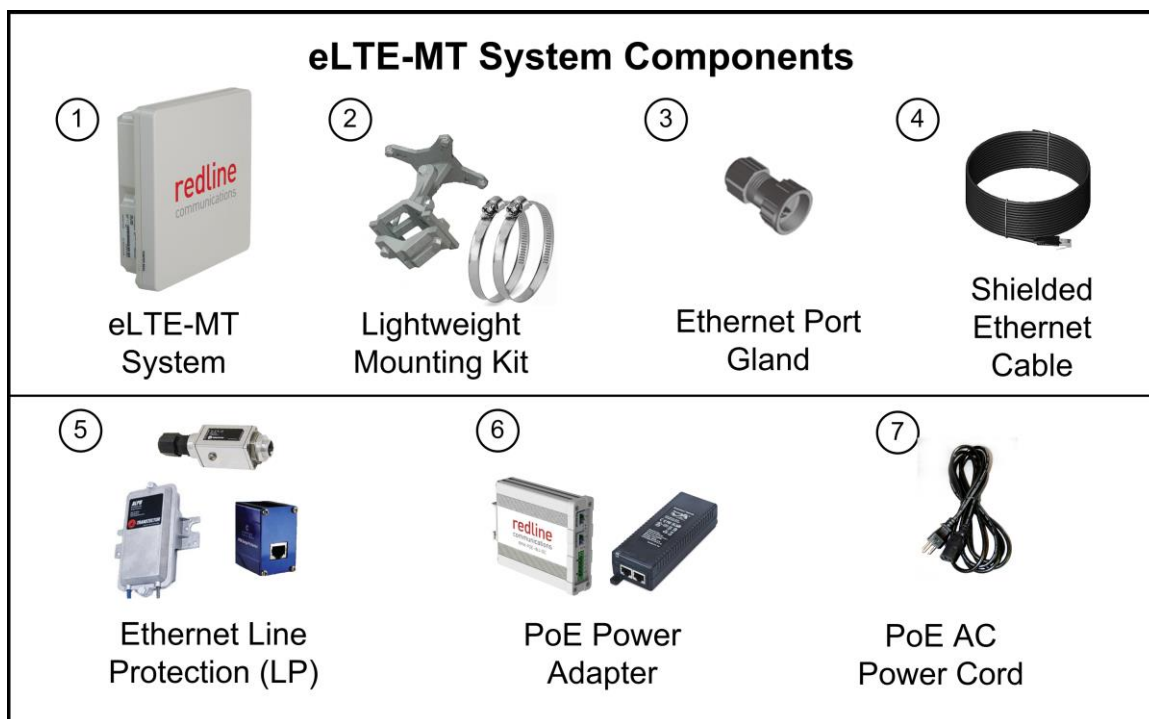 eLTE-MT System Components
1
2
3
4
redline
communications
eLTE-MT
System
Lightweight
Mounting Kit
Ethernet Port
Gland
Shielded
Ethernet
Cable
5
6
7
redline
communications
Ethernet Line
Protection (LP)
PoE Power
Adapter
PoE AC
Power Cord